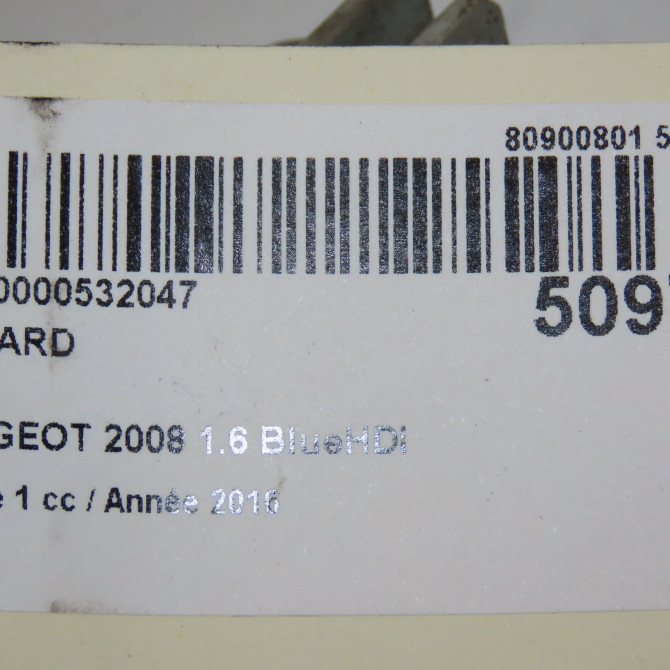 80900801 5
0000532047
509
ARD
GEOT 2008 1.6 BlueHDi
e 1 cc / Année 2016